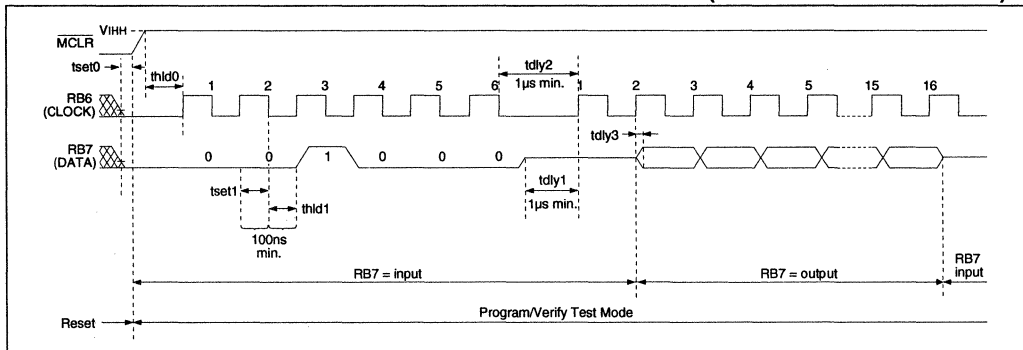 VIHH
MCLR
tset0
thld0
tdly2
1µs min.
1 2 3 4 5 6 1 2 3 4 5 15 16
RB6
(CLOCK)
tdly3
RB7
(DATA)
0 0 1 0 0 0
tset1
thld1
tdly1
1µs min.
100ns
min.
RB7 = input
RB7 = output
RB7
input
Reset
Program/Verify Test Mode